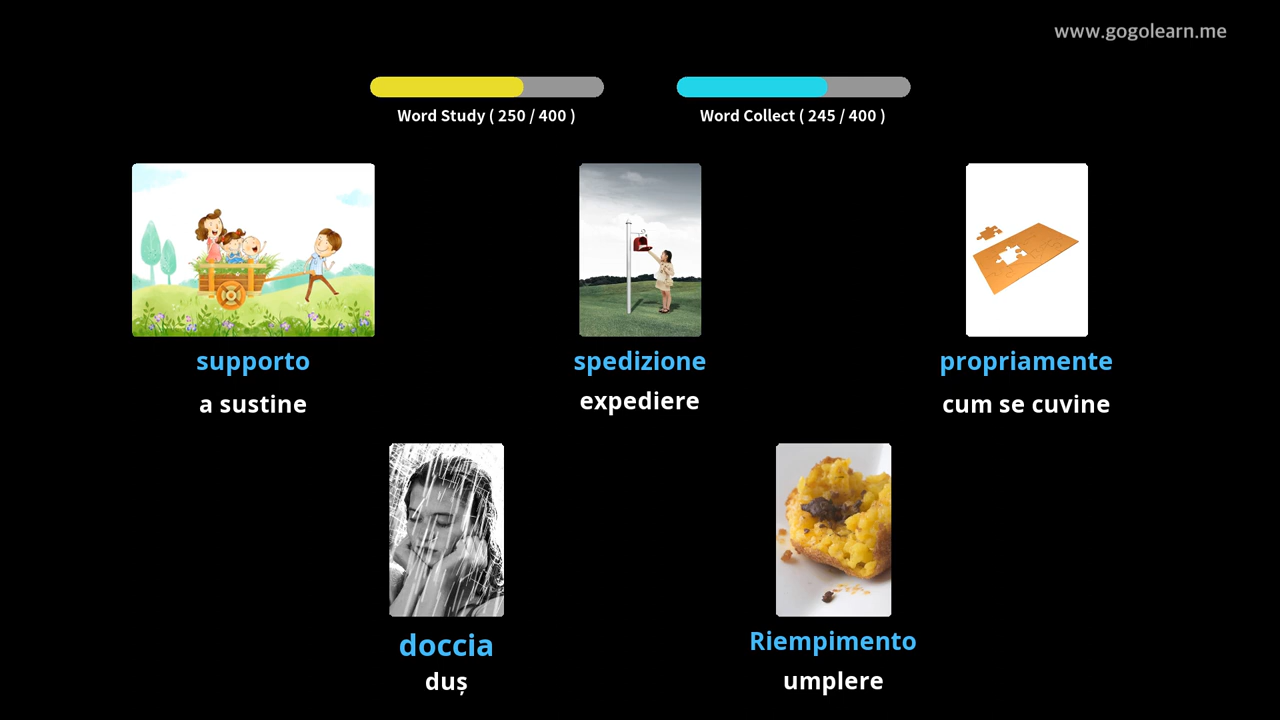 www.gogolearn.me
Word Study ( 250 / 400 )
Word Collect ( 245 / 400 )
supporto
a sustine
spedizione
expediere
propriamente
cum se cuvine
doccia
duș
Riempimento
umplere